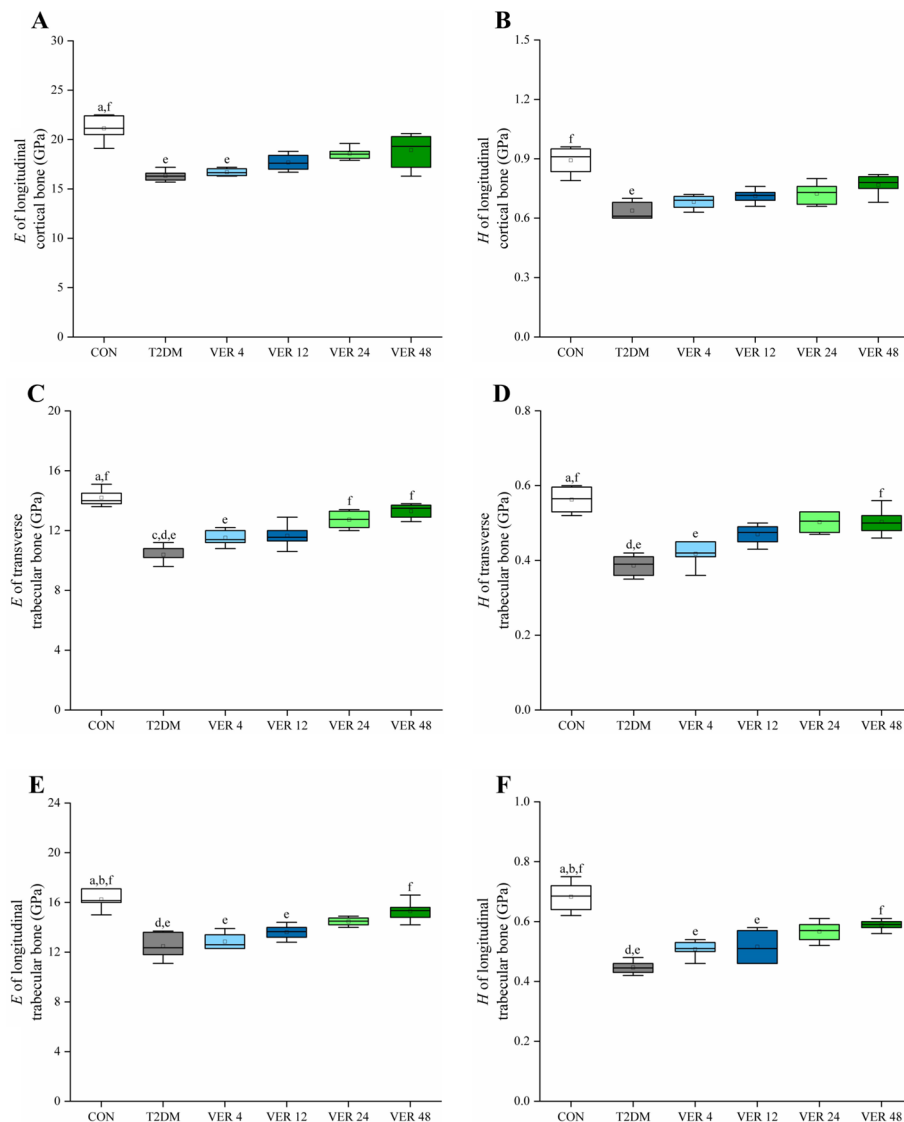 A
30
25
20
15
10
5
0
E of longitudinal
cortical bone (GPa)
a,f
e
e
CON T2DM VER 4 VER 12 VER 24 VER 48
B
1.5
1.2
0.9
0.6
0.3
0.0
H of longitudinal
cortical bone (GPa)
f
e
CON T2DM VER 4 VER 12 VER 24 VER 48
C
20
16
12
8
4
0
E of transverse
trabecular bone (GPa)
a,f
c,d,e
e
f
f
CON T2DM VER 4 VER 12 VER 24 VER 48
D
0.8
0.6
0.4
0.2
0.0
H of transverse
trabecular bone (GPa)
a,f
d,e
e
f
CON T2DM VER 4 VER 12 VER 24 VER 48
E
24
20
16
12
8
4
0
E of longitudinal
trabecular bone (GPa)
a,b,f
d,e
e
e
f
CON T2DM VER 4 VER 12 VER 24 VER 48
F
1.0
0.8
0.6
0.4
0.2
0.0
H of longitudinal
trabecular bone (GPa)
a,b,f
d,e
e
e
f
CON T2DM VER 4 VER 12 VER 24 VER 48